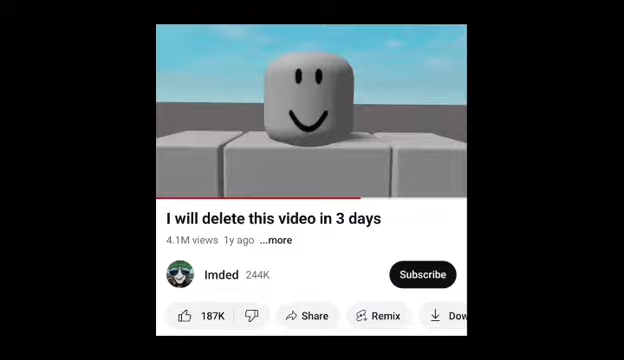 I will delete this video in 3 days
4.1M views 1y ago ...more
Imded 244K Subscribe
187K Share Remix Dow